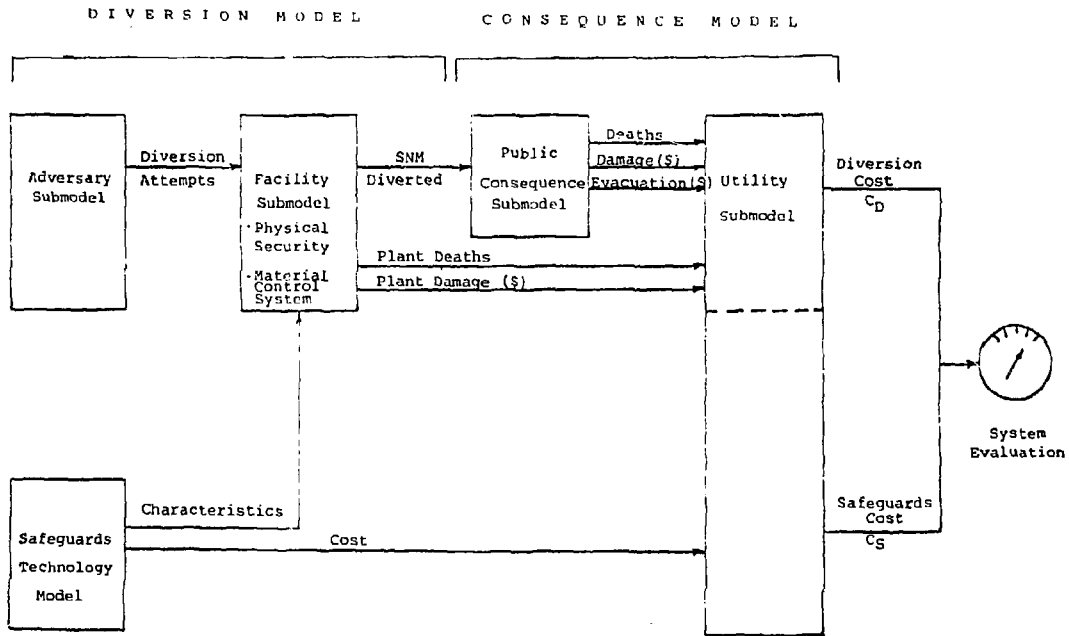 DIVERSION MODEL
CONSEQUENCE MODEL
Adversary
Submodel
Diversion
Attempts
Facility
Submodel
·Physical
Security
·Material
Control
System
SNM
Diverted
Public
Consequence
Submodel
Deaths
Damage($)
Evacuation($)
Plant Deaths
Plant Damage ($)
Utility
Submodel
Diversion
Cost
CD
System
Evaluation
Safeguards
Technology
Model
Characteristics
Cost
Safeguards
Cost
CS